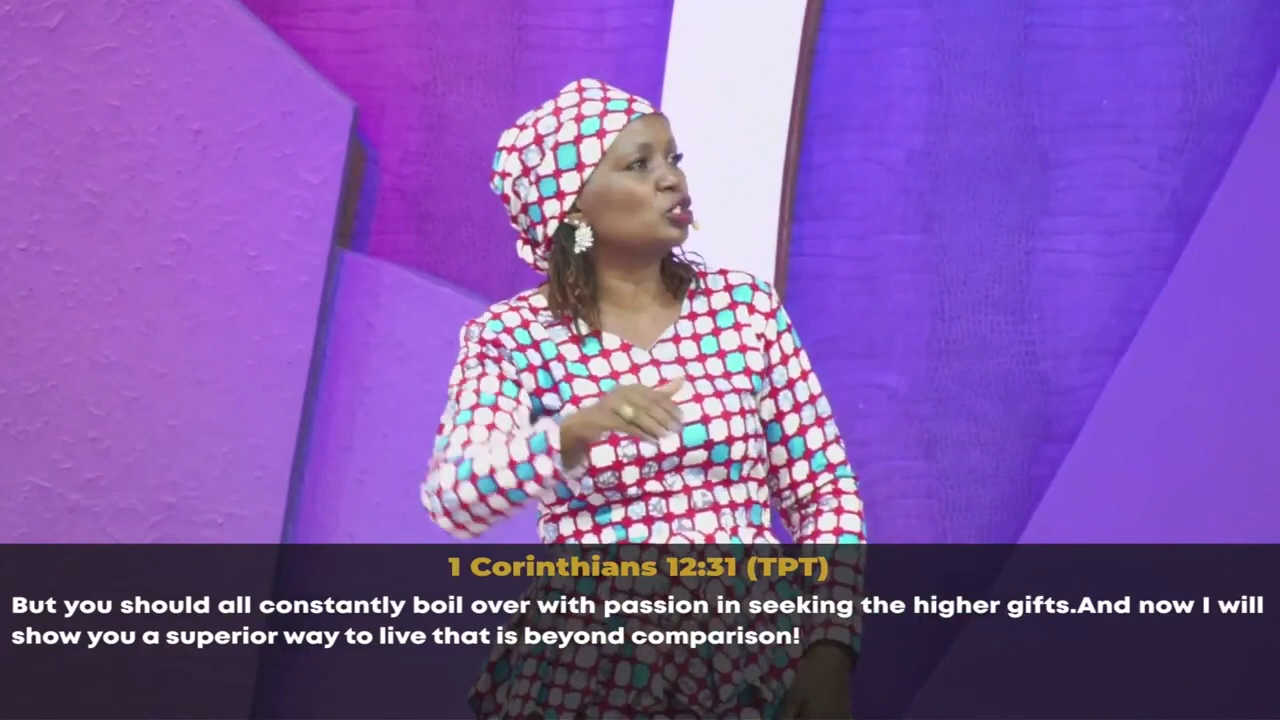 1 Corinthians 12:31 (TPT)
But you should all constantly boil over with passion in seeking the higher gifts.And now I will
show you a superior way to live that is beyond comparison!